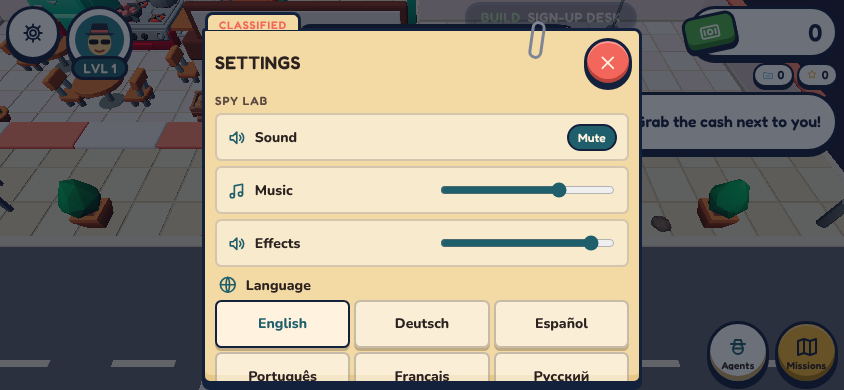 CLASSIFIED
BUILD SIGN-UP DESK
0
SETTINGS
LVL 1
0
0
SPY LAB
Grab the cash next to you!
Sound
Mute
Music
Effects
Language
English
Deutsch
Español
Português
Français
Русский
Agents
Missions